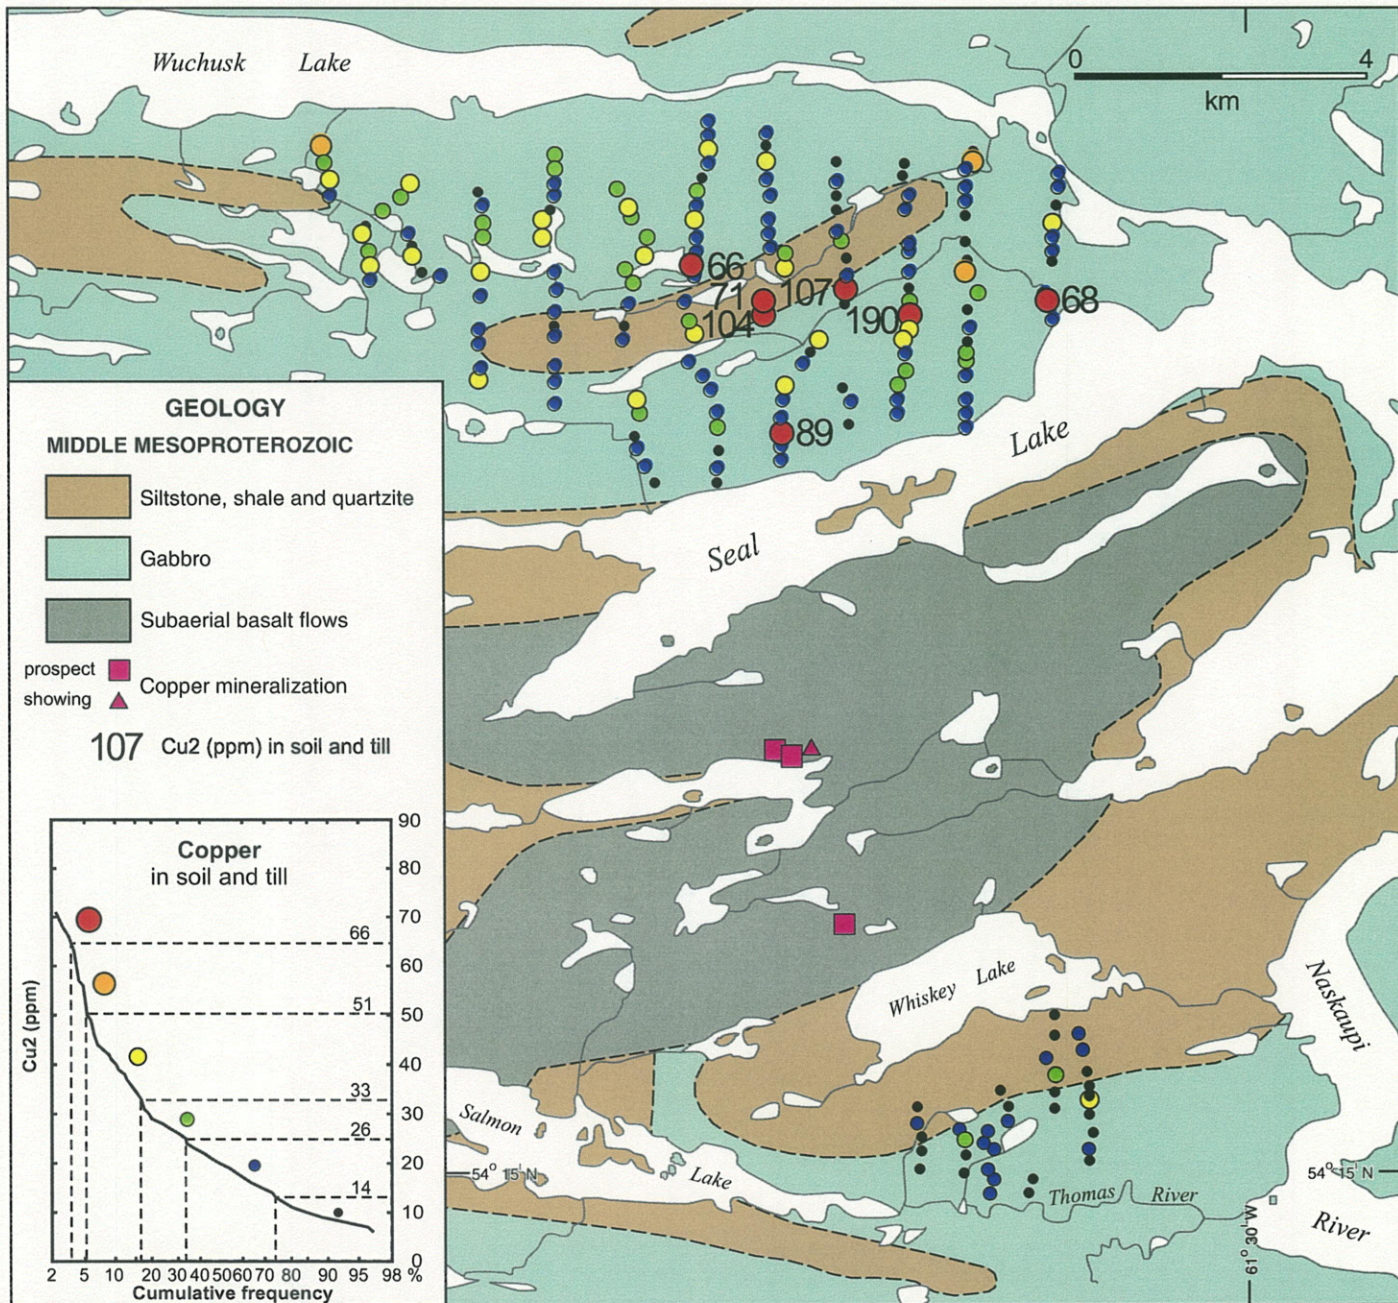 Wuchusk Lake
0 4
km
66
71 107
104 190
68
89
Lake
Seal
GEOLOGY
MIDDLE MESOPROTEROZOIC
Siltstone, shale and quartzite
Gabbro
Subaerial basalt flows
prospect
showing
Copper mineralization
107 Cu2 (ppm) in soil and till
Copper
in soil and till
90
80
70
66
60
51
50
40
33
30
26
20
14
10
0
Cu2 (ppm)
2 5 10 20 30 40 50 60 70 80 90 95 98 %
Cumulative frequency
Whiskey Lake
Naskaupi
River
Salmon
Lake
54° 15' N
54° 15' N
Thomas River
61° 30' W